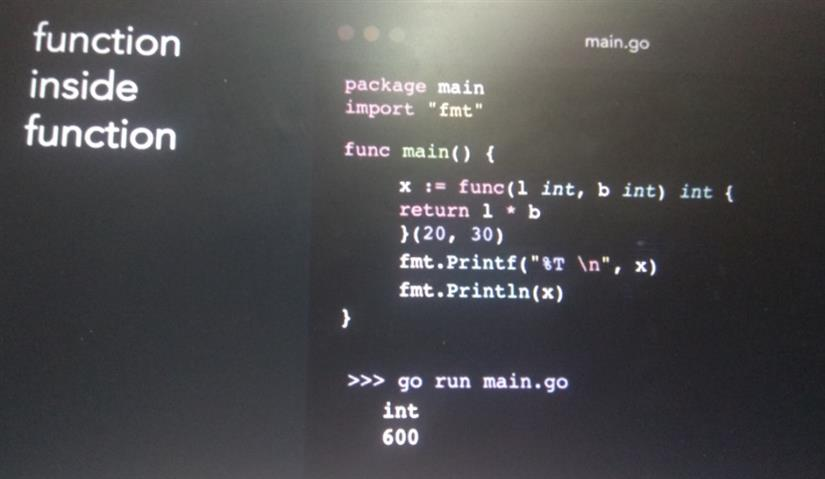 function
inside
function
main.go
package main
import "fmt"
func main() {
x := func(l int, b int) int {
return l * b
}(20, 30)
fmt.Printf("%T \n", x)
fmt.Println(x)
}
>>> go run main.go
int
600